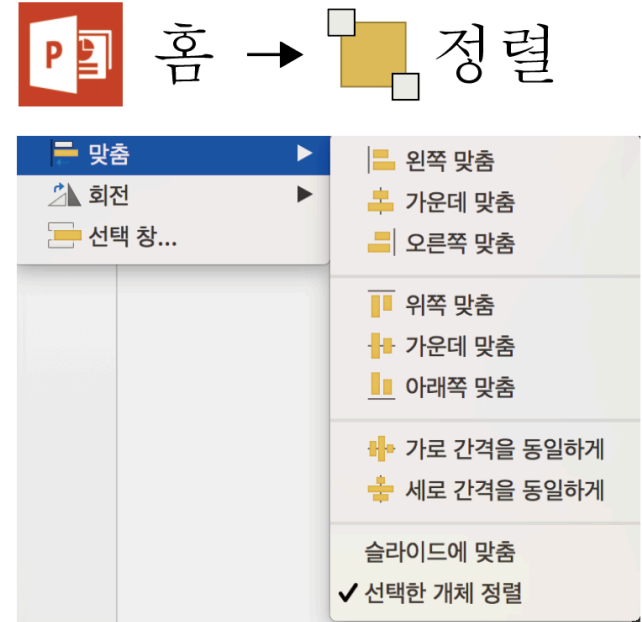 P 홈 → 정렬
맞춤
회전
선택 창...
왼쪽 맞춤
가운데 맞춤
오른쪽 맞춤
위쪽 맞춤
가운데 맞춤
아래쪽 맞춤
가로 간격을 동일하게
세로 간격을 동일하게
슬라이드에 맞춤
✓ 선택한 개체 정렬